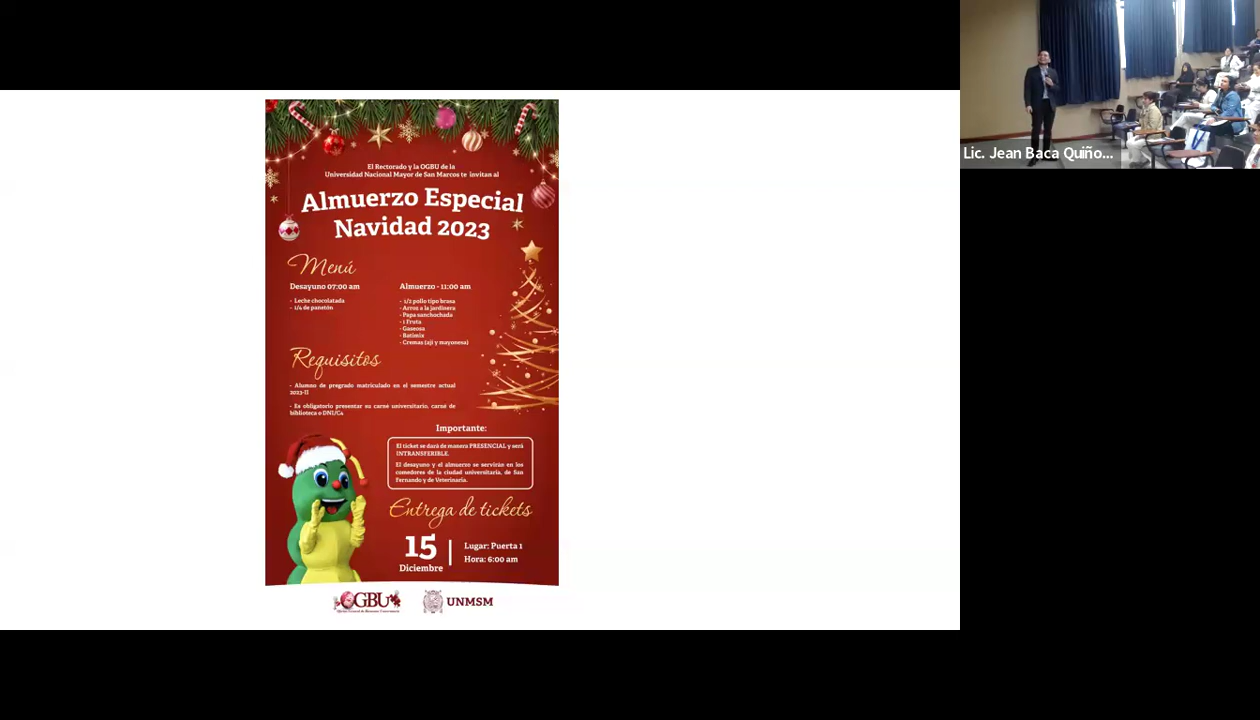 El Rectorado y la OGBU de la
Universidad Nacional Mayor de San Marcos te invitan al
Almuerzo Especial
Navidad 2023
Menú
Desayuno 07:00 am
- Leche chocolatada
- 1/4 de panetón
Almuerzo - 11:00 am
- 1/2 pollo tipo brasa
- Arroz a la jardinera
- Papa sanchochada
- 1 Fruta
- Gaseosa
- Batimix
- Cremas (ají y mayonesa)
Requisitos
- Alumno de pregrado matriculado en el semestre actual
2023-II
- Es obligatorio presentar su carné universitario, carné de
biblioteca o DNI/C4
Importante:
El ticket se dará de manera PRESENCIAL y será
INTRANSFERIBLE.
El desayuno y el almuerzo se servirán en los
comedores de la ciudad universitaria, de San
Fernando y de Veterinaria.
Entrega de tickets
15
Diciembre
Lugar: Puerta 1
Hora: 6:00 am
OGBU
UNMSM
Lic. Jean Baca Quiño...